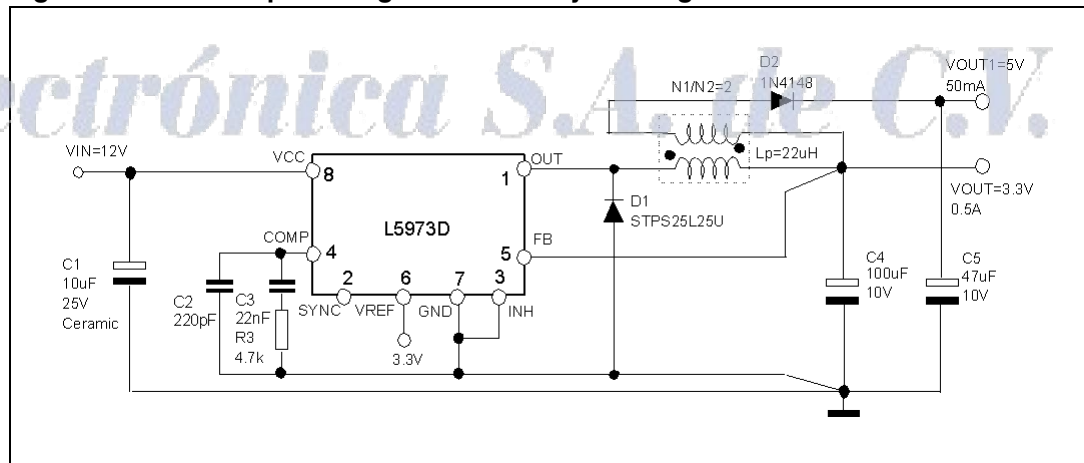 ectrónica S.A. de C.V.
D2
1N4148
VOUT1=5V
50mA
N1/N2=2
VIN=12V
VCC
8
1
OUT
Lp=22uH
L5973D
D1
STPS25L25U
VOUT=3.3V
0.5A
COMP
4
FB
5
C1
10uF
25V
Ceramic
C2
220pF
C3
22nF
R3
4.7k
2
6
7
3
SYNC
VREF
GND
INH
3.3V
C4
100uF
10V
C5
47uF
10V